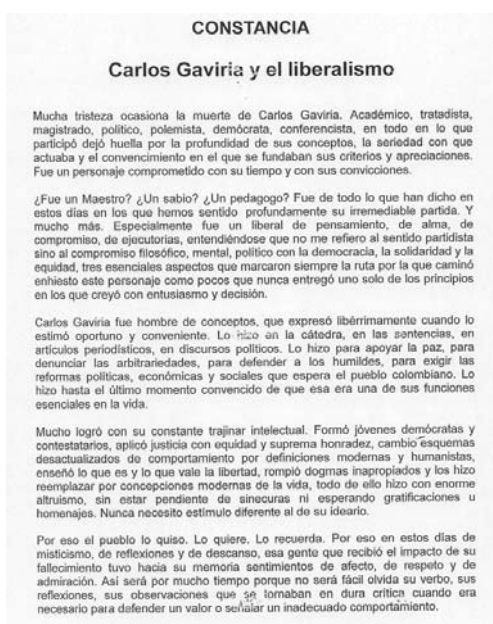 CONSTANCIA
Carlos Gaviria y el liberalismo
Mucha tristeza ocasiona la muerte de Carlos Gaviria. Académico, tratadista,
magistrado, político, polemista, demócrata, conferencista, en todo en lo que
participó dejó huella por la profundidad de sus conceptos, la seriedad con que
actuaba y el convencimiento en el que se fundaban sus criterios y apreciaciones.
Fue un personaje comprometido con su tiempo y con sus convicciones.
¿Fue un Maestro? ¿Un sabio? ¿Un pedagogo? Fue de todo lo que han dicho en
estos días en los que hemos sentido profundamente su irremediable partida. Y
mucho más. Especialmente fue un liberal de pensamiento, de alma, de
compromiso, de ejecutorias, entendiéndose que no me refiero al sentido partidista
sino al compromiso filosófico, mental, político con la democracia, la solidaridad y la
equidad, tres esenciales aspectos que marcaron siempre la ruta por la que caminó
enhiesto este personaje como pocos que nunca entregó uno solo de los principios
en los que creyó con entusiasmo y decisión.
Carlos Gaviria fue hombre de conceptos, que expresó libérrimamente cuando lo
estimó oportuno y conveniente. Lo hizo en la cátedra, en las sentencias, en
artículos periodísticos, en discursos políticos. Lo hizo para apoyar la paz, para
denunciar las arbitrariedades, para defender a los humildes, para exigir las
reformas políticas, económicas y sociales que espera el pueblo colombiano. Lo
hizo hasta el último momento convencido de que esa era una de sus funciones
esenciales en la vida.
Mucho logró con su constante trajinar intelectual. Formó jóvenes demócratas y
contestatarios, aplicó justicia con equidad y suprema honradez, cambio esquemas
desactualizados de comportamiento por definiciones modernas y humanistas,
enseñó lo que es y lo que vale la libertad, rompió dogmas inapropiados y los hizo
reemplazar por concepciones modernas de la vida, todo de ello hizo con enorme
altruismo, sin estar pendiente de sinecuras ni esperando gratificaciones u
homenajes. Nunca necesito estimulo diferente al de su ideario.
Por eso el pueblo lo quiso. Lo quiere. Lo recuerda. Por eso en estos días de
misticismo, de reflexiones y de descanso, esa gente que recibió el impacto de su
fallecimiento tuvo hacia su memoria sentimientos de afecto, de respeto y de
admiración. Así será por mucho tiempo porque no será fácil olvida su verbo, sus
reflexiones, sus observaciones que se tornaban en dura crítica cuando era
necesario para defender un valor o señalar un inadecuado comportamiento.